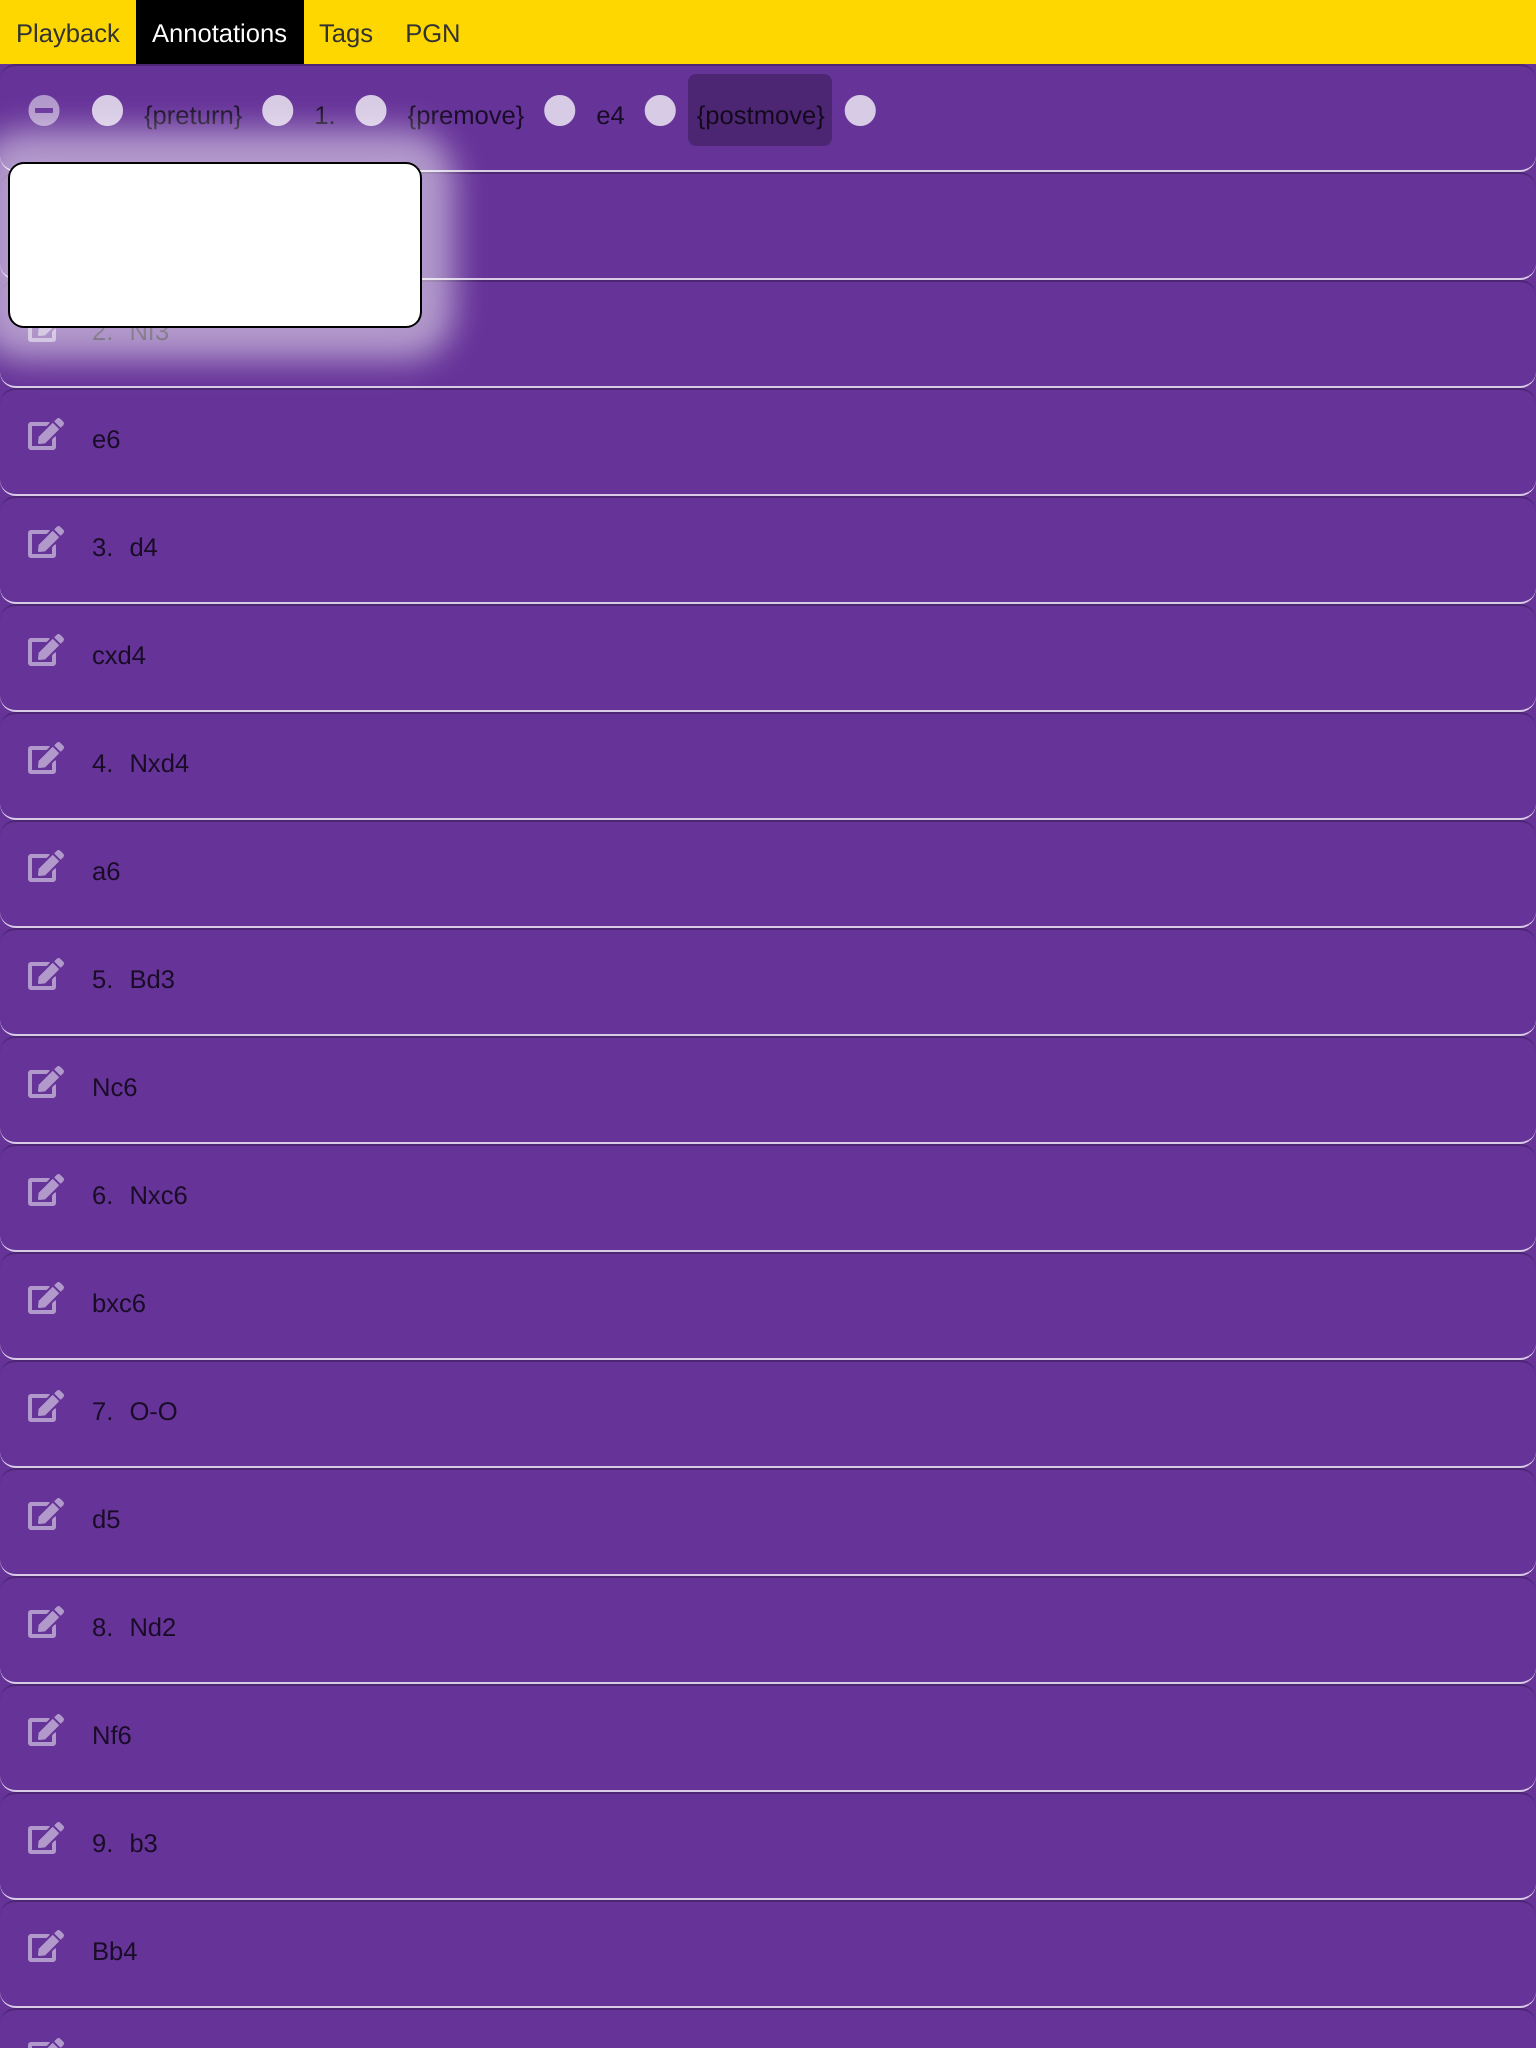 Playback Annotations Tags PGN
{preturn} 1. {premove} e4 {postmove}
2. Nf3
e6
3. d4
cxd4
4. Nxd4
a6
5. Bd3
Nc6
6. Nxc6
bxc6
7. O-O
d5
8. Nd2
Nf6
9. b3
Bb4